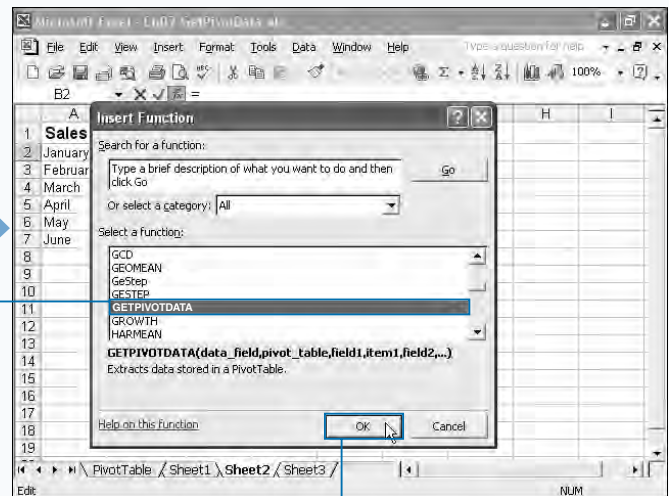 Microsoft Excel - Ch07 GetPivotData.xls
File Edit View Insert Format Tools Data Window Help Type a question for help
100%
B2 =
A H I
1 Sales
2 January
3 Februar
4 March
5 April
6 May
7 June
8
9
10
11
12
13
14
15
16
17
18
19
Insert Function
Search for a function:
Type a brief description of what you want to do and then
click Go
Go
Or select a category: All
Select a function:
GCD
GEOMEAN
GeStep
GESTEP
GETPIVOTDATA
GROWTH
HARMEAN
GETPIVOTDATA(data_field,pivot_table,field1,item1,field2,...)
Extracts data stored in a PivotTable.
Help on this function
OK
Cancel
PivotTable Sheet1 Sheet2 Sheet3
Edit NUM